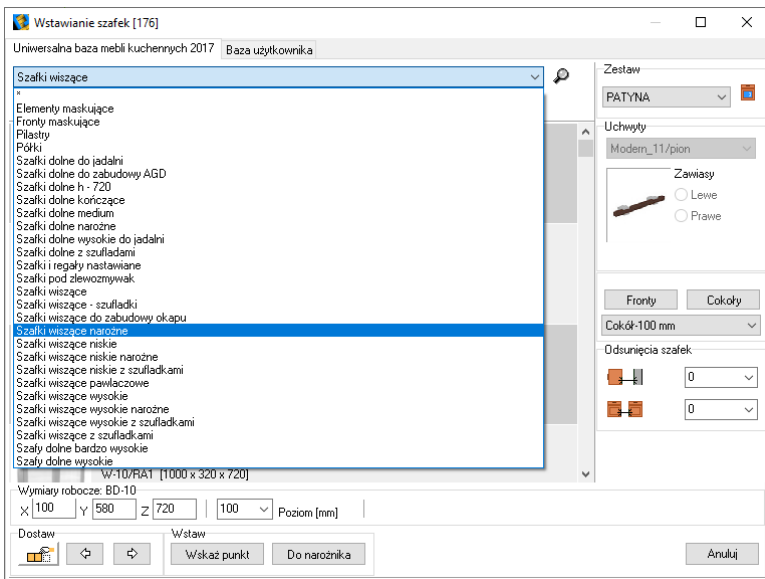 Wstawianie szafek [176]
Uniwersalna baza mebli kuchennych 2017
Baza użytkownika
Szafki wiszące
*
Elementy maskujące
Fronty maskujące
Pilastry
Półki
Szafki dolne do jadalni
Szafki dolne do zabudowy AGD
Szafki dolne h - 720
Szafki dolne kończące
Szafki dolne medium
Szafki dolne narożne
Szafki dolne wysokie do jadalni
Szafki dolne z szufladami
Szafki i regały nastawiane
Szafki pod zlewozmywak
Szafki wiszące
Szafki wiszące - szufladki
Szafki wiszące do zabudowy okapu
Szafki wiszące narożne
Szafki wiszące niskie
Szafki wiszące niskie narożne
Szafki wiszące niskie z szufladkami
Szafki wiszące pawlaczowe
Szafki wiszące wysokie
Szafki wiszące wysokie narożne
Szafki wiszące wysokie z szufladkami
Szafki wiszące z szufladkami
Szafy dolne bardzo wysokie
Szafy dolne wysokie
W-10/RA1 [1000 x 320 x 720]
Zestaw
PATYNA
Uchwyty
Modern_11/pion
Zawiasy
Lewe
Prawe
Fronty Cokoły
Cokół-100 mm
Odsunięcia szafek
0
0
Wymiary robocze: BD-10
X 100 Y 580 Z 720 100 Poziom [mm]
Dostaw Wstaw
Wskaż punkt Do narożnika Anuluj